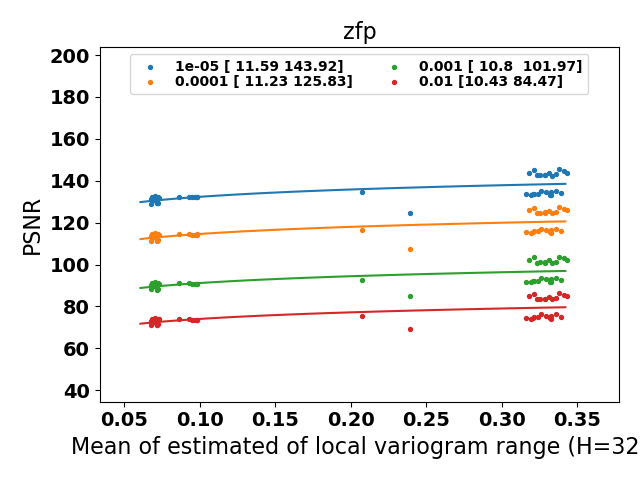 zfp
1e-05 [ 11.59 143.92]
0.0001 [ 11.23 125.83]
0.001 [ 10.8  101.97]
0.01 [10.43 84.47]
PSNR
200
180
160
140
120
100
80
60
40
0.05 0.10 0.15 0.20 0.25 0.30 0.35
Mean of estimated of local variogram range (H=32